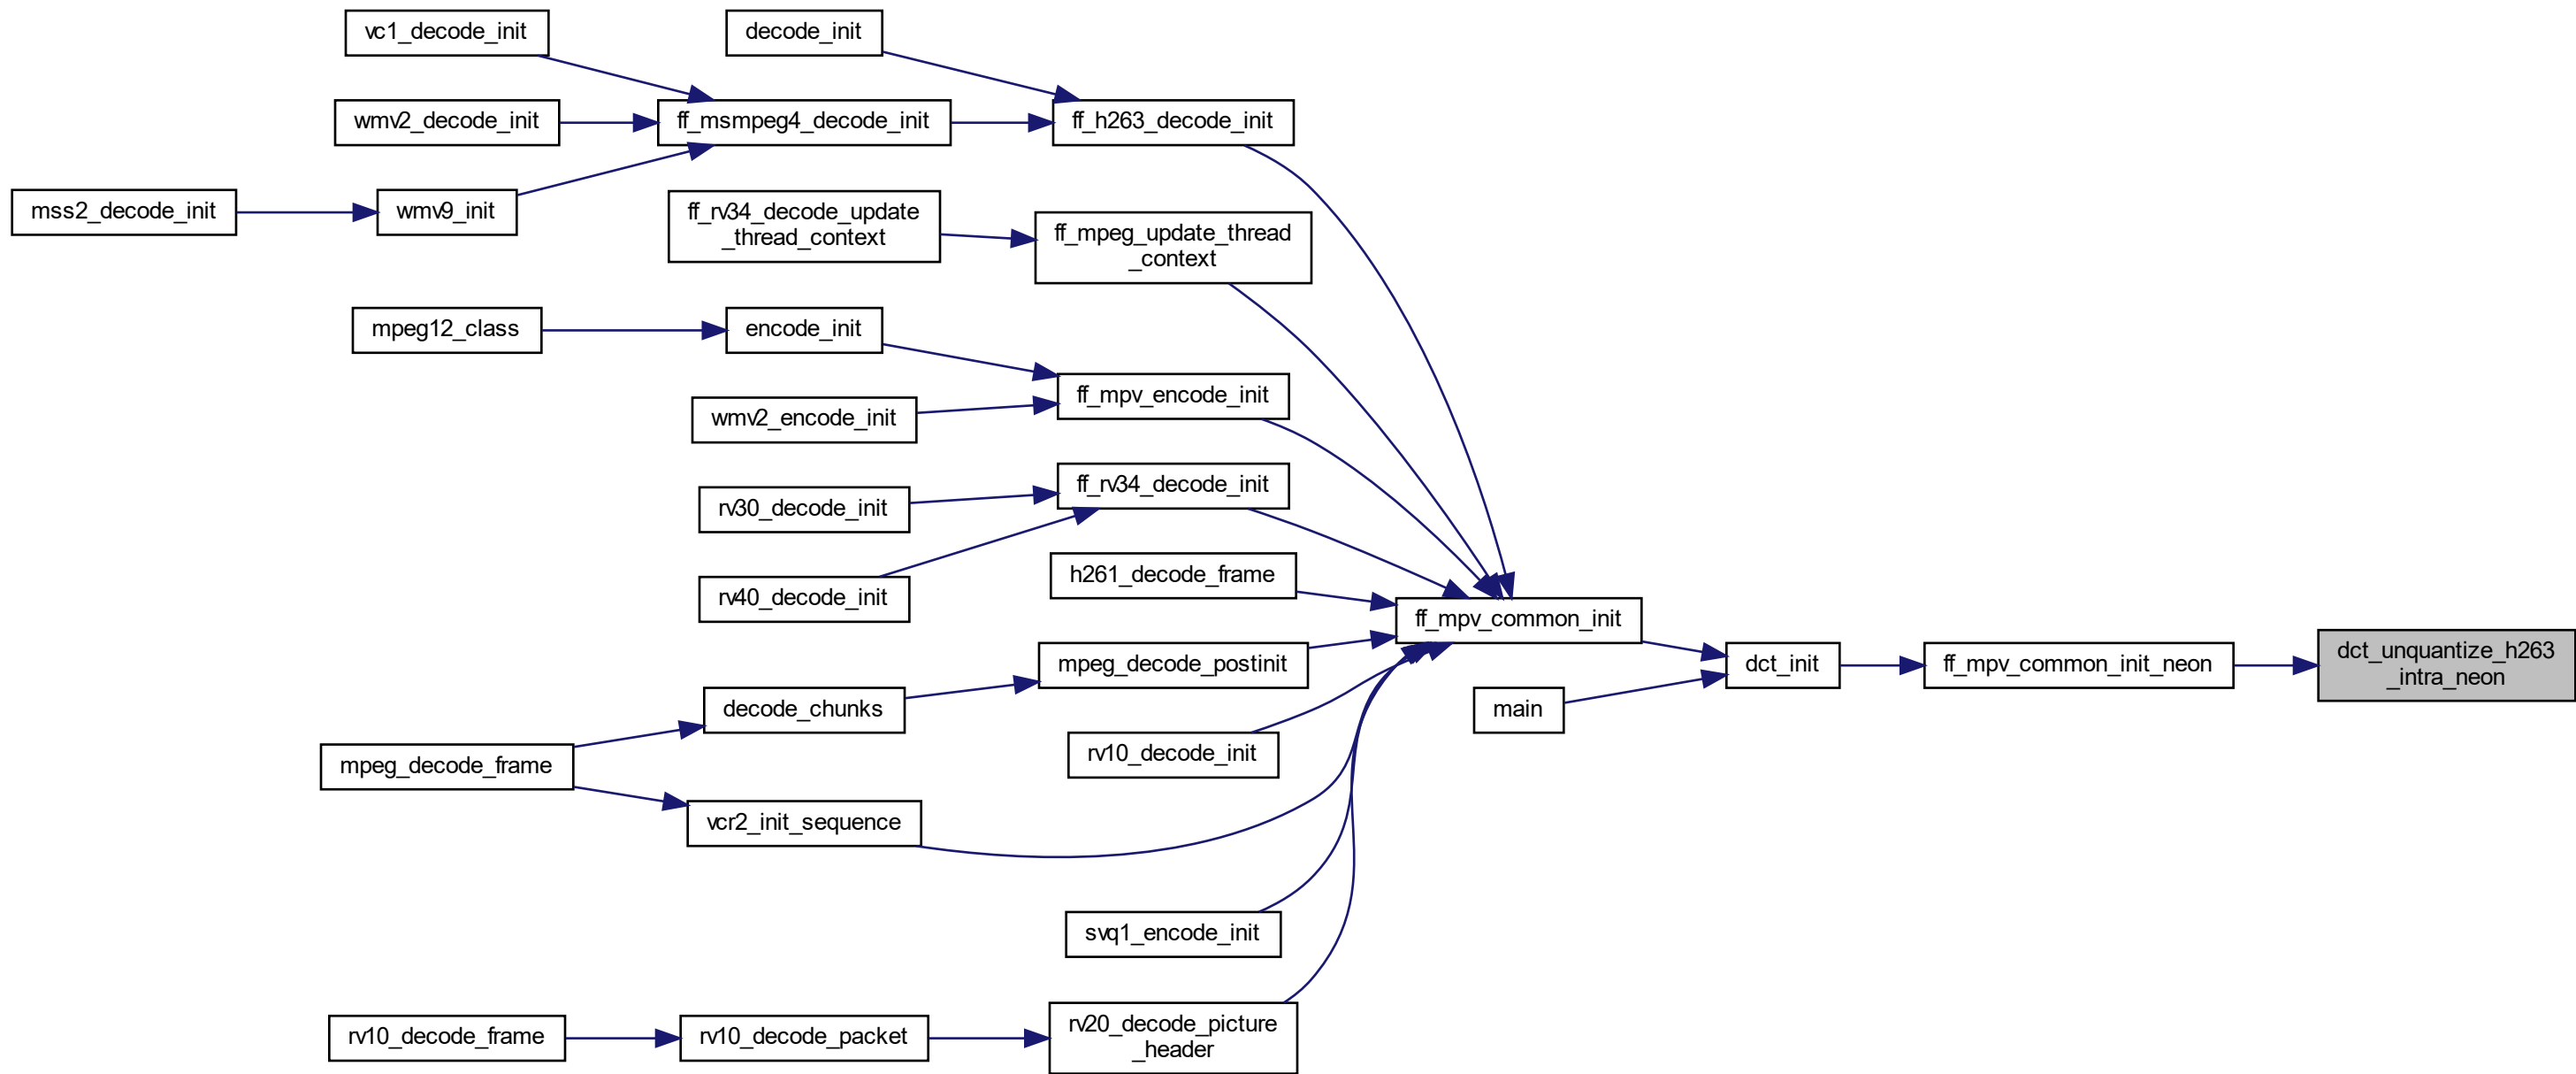 vc1_decode_init
decode_init
wmv2_decode_init
ff_msmpeg4_decode_init
ff_h263_decode_init
mss2_decode_init
wmv9_init
ff_rv34_decode_update
_thread_context
ff_mpeg_update_thread
_context
mpeg12_class
encode_init
ff_mpv_encode_init
wmv2_encode_init
ff_rv34_decode_init
rv30_decode_init
h261_decode_frame
rv40_decode_init
ff_mpv_common_init
mpeg_decode_postinit
dct_init
ff_mpv_common_init_neon
dct_unquantize_h263
_intra_neon
decode_chunks
main
rv10_decode_init
mpeg_decode_frame
vcr2_init_sequence
svq1_encode_init
rv10_decode_frame
rv10_decode_packet
rv20_decode_picture
_header